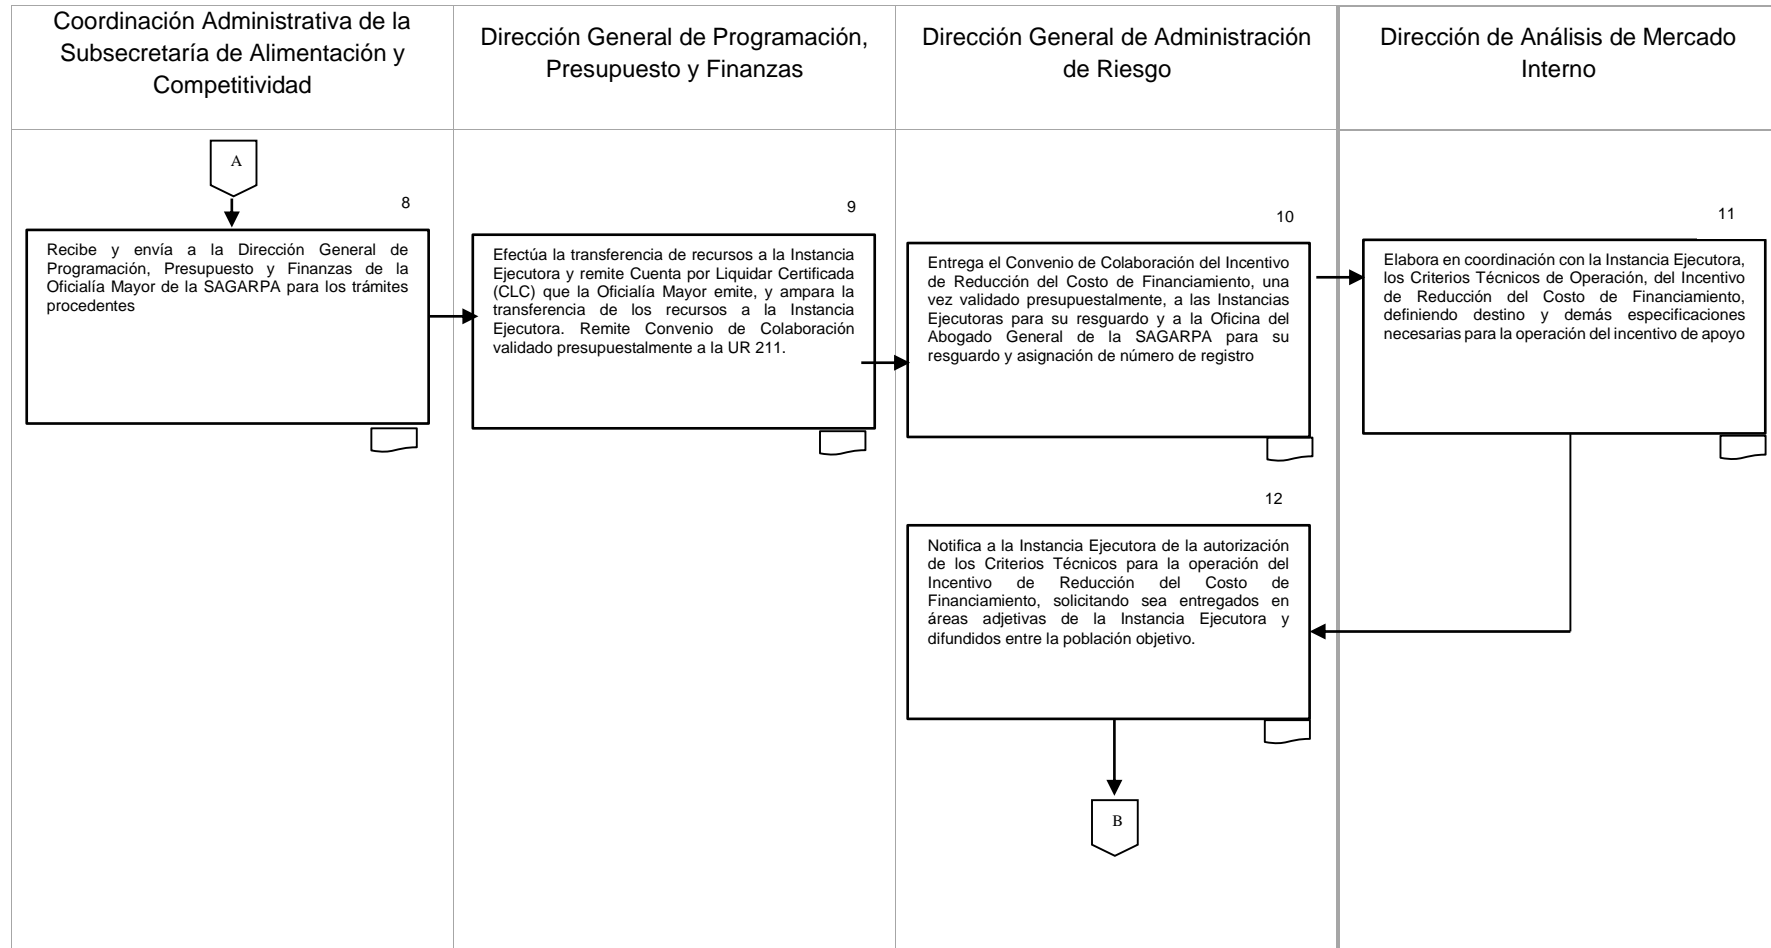 Coordinación Administrativa de la
Subsecretaría de Alimentación y
Competitividad
Dirección General de Programación,
Presupuesto y Finanzas
Dirección General de Administración
de Riesgo
Dirección de Análisis de Mercado
Interno
A
8
Recibe y envía a la Dirección General de
Programación, Presupuesto y Finanzas de la
Oficialía Mayor de la SAGARPA para los trámites
procedentes
9
Efectúa la transferencia de recursos a la Instancia
Ejecutora y remite Cuenta por Liquidar Certificada
(CLC) que la Oficialía Mayor emite, y ampara la
transferencia de los recursos a la Instancia
Ejecutora. Remite Convenio de Colaboración
validado presupuestalmente a la UR 211.
10
Entrega el Convenio de Colaboración del Incentivo
de Reducción del Costo de Financiamiento, una
vez validado presupuestalmente, a las Instancias
Ejecutoras para su resguardo y a la Oficina del
Abogado General de la SAGARPA para su
resguardo y asignación de número de registro
11
Elabora en coordinación con la Instancia Ejecutora,
los Criterios Técnicos de Operación, del Incentivo
de Reducción del Costo de Financiamiento,
definiendo destino y demás especificaciones
necesarias para la operación del incentivo de apoyo
12
Notifica a la Instancia Ejecutora de la autorización
de los Criterios Técnicos para la operación del
Incentivo de Reducción del Costo de
Financiamiento, solicitando sea entregados en
áreas adjetivas de la Instancia Ejecutora y
difundidos entre la población objetivo.
B